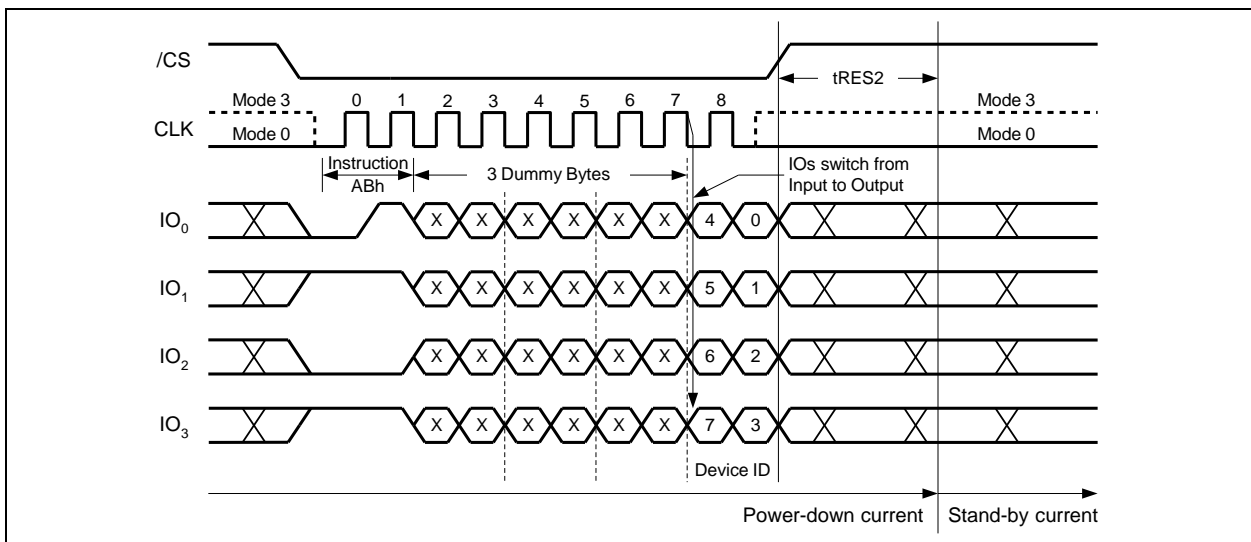 /CS
tRES2
0 1 2 3 4 5 6 7 8
Mode 3 Mode 3
CLK Mode 0 Mode 0
Instruction
ABh
3 Dummy Bytes
IOs switch from
Input to Output
IO0 X X X X X X 4 0
IO1 X X X X X X 5 1
IO2 X X X X X X 6 2
IO3 X X X X X X 7 3
Device ID
Power-down current Stand-by current